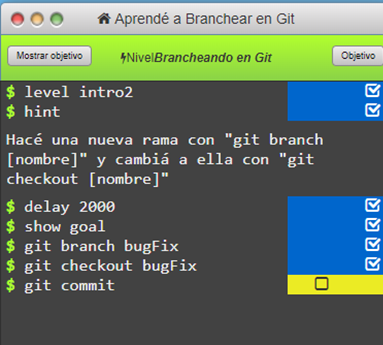 Aprendé a Branchear en Git
Mostrar objetivo
NivelBrancheando en Git
Objetivo
$ level intro2
$ hint
Hacé una nueva rama con "git branch
[nombre]" y cambiá a ella con "git
checkout [nombre]"
$ delay 2000
$ show goal
$ git branch bugFix
$ git checkout bugFix
$ git commit